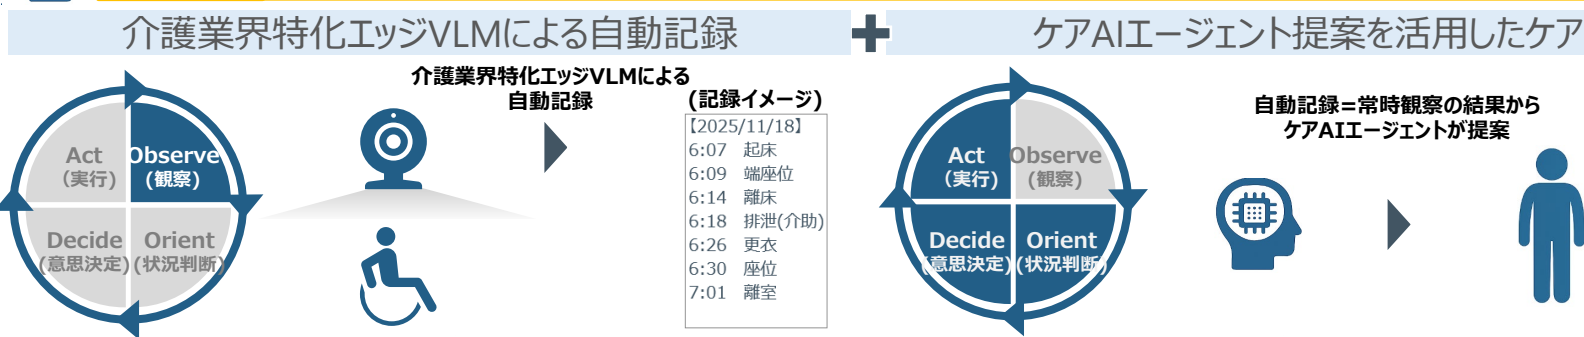 介護業界特化エッジVLMによる自動記録
介護業界特化エッジVLMによる
自動記録
(記録イメージ)
【2025/11/18】
6:07 起床
6:09 端座位
6:14 離床
6:18 排泄(介助)
6:26 更衣
6:30 座位
7:01 離室
Act
(実行)
Observe
(観察)
Decide
(意思決定)
Orient
(状況判断)
+
ケアAIエージェント提案を活用したケア
自動記録=常時観察の結果から
ケアAIエージェントが提案
Act
(実行)
Observe
(観察)
Decide
(意思決定)
Orient
(状況判断)